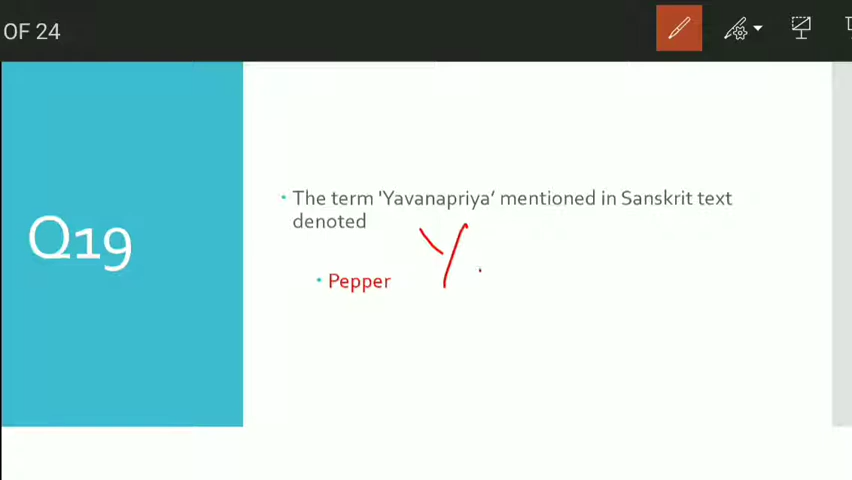 OF 24
Q19
• The term 'Yavanapriya’ mentioned in Sanskrit text
denoted
• Pepper
Y